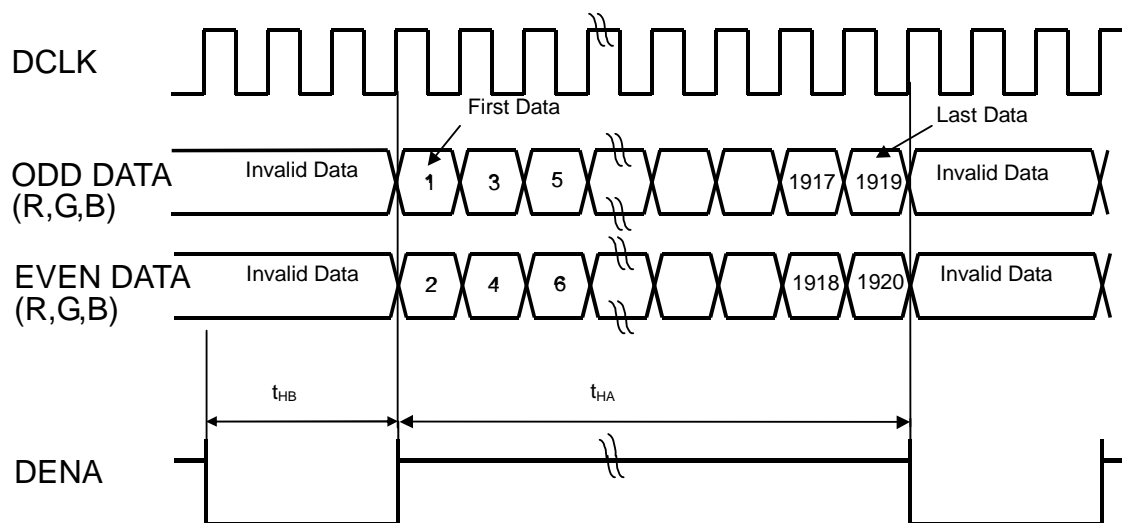 DCLK
First Data
Last Data
ODD DATA
(R,G,B)
Invalid Data 1 3 5 1917 1919 Invalid Data
EVEN DATA
(R,G,B)
Invalid Data 2 4 6 1918 1920 Invalid Data
tHB tHA
DENA